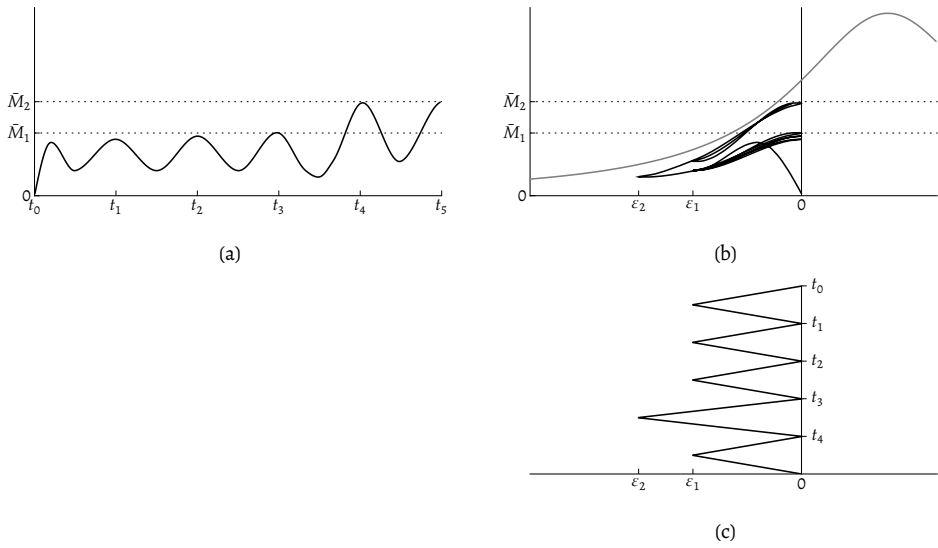 M̄₂
M̄₁
0
t₀ t₁ t₂ t₃ t₄ t₅
(a)
M̄₂
M̄₁
0
ε₂ ε₁ 0
(b)
t₀
t₁
t₂
t₃
t₄
ε₂ ε₁ 0
(c)